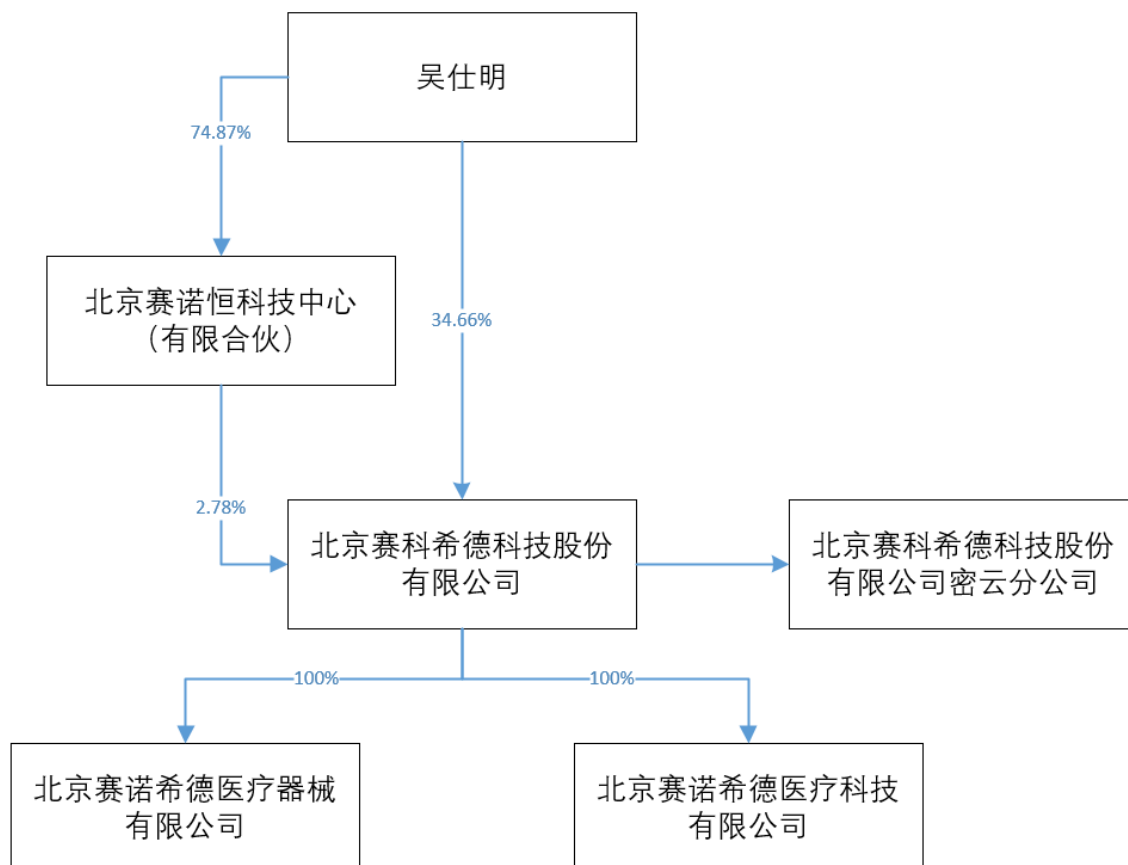 吴仕明
74.87%
北京赛诺恒科技中心
（有限合伙）
34.66%
2.78%
北京赛科希德科技股份
有限公司
北京赛科希德科技股份
有限公司密云分公司
100%
100%
北京赛诺希德医疗器械
有限公司
北京赛诺希德医疗科技
有限公司